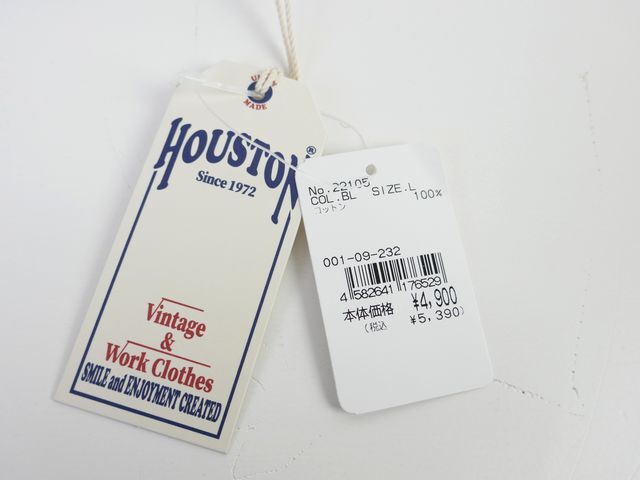 MADE
HOUSTON®
Since 1972
Vintage
&
Work Clothes
SMILE and ENJOYMENT CREATED
No.22105
COL.BL SIZE.L
コットン 100%
001-09-232
4 582641 176529
本体価格 ¥4,900
(税込 ¥5,390)